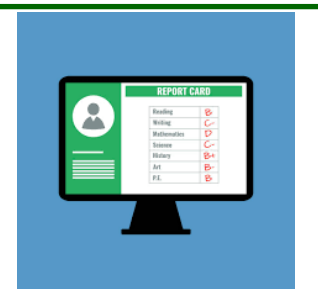 REPORT CARD
Reading B-
Writing C-
Mathematics D
Science C-
History B+
Art B-
P.E. B